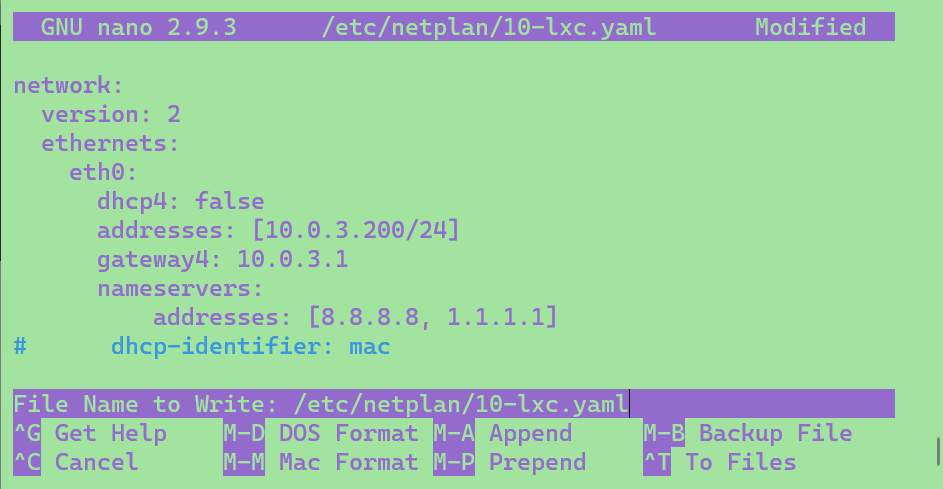 GNU nano 2.9.3 /etc/netplan/10-lxc.yaml Modified
network:
  version: 2
  ethernets:
    eth0:
      dhcp4: false
      addresses: [10.0.3.200/24]
      gateway4: 10.0.3.1
      nameservers:
          addresses: [8.8.8.8, 1.1.1.1]
#      dhcp-identifier: mac
File Name to Write: /etc/netplan/10-lxc.yaml
^G Get Help M-D DOS Format M-A Append M-B Backup File
^C Cancel M-M Mac Format M-P Prepend ^T To Files